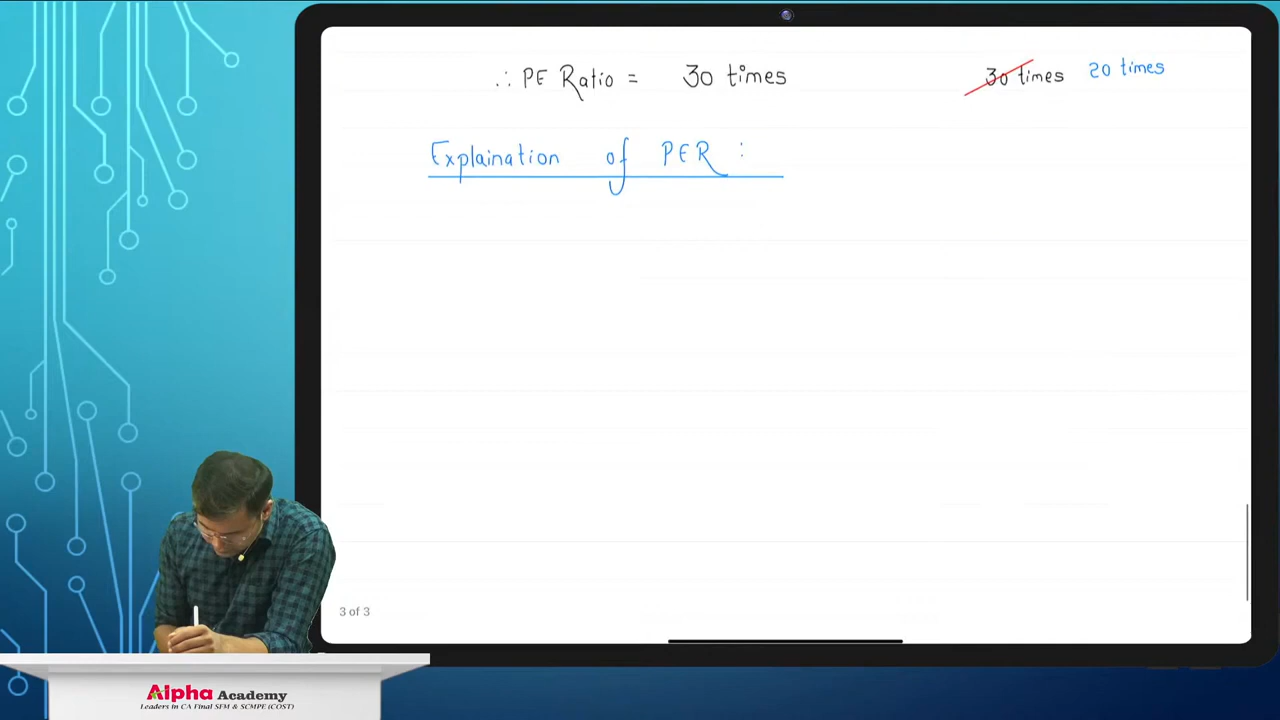 ∴ PE Ratio = 30 times 30 times 20 times
Explaination of PER :
3 of 3
Alpha Academy
Leaders in CA Final SFM & SCMPE (COST)